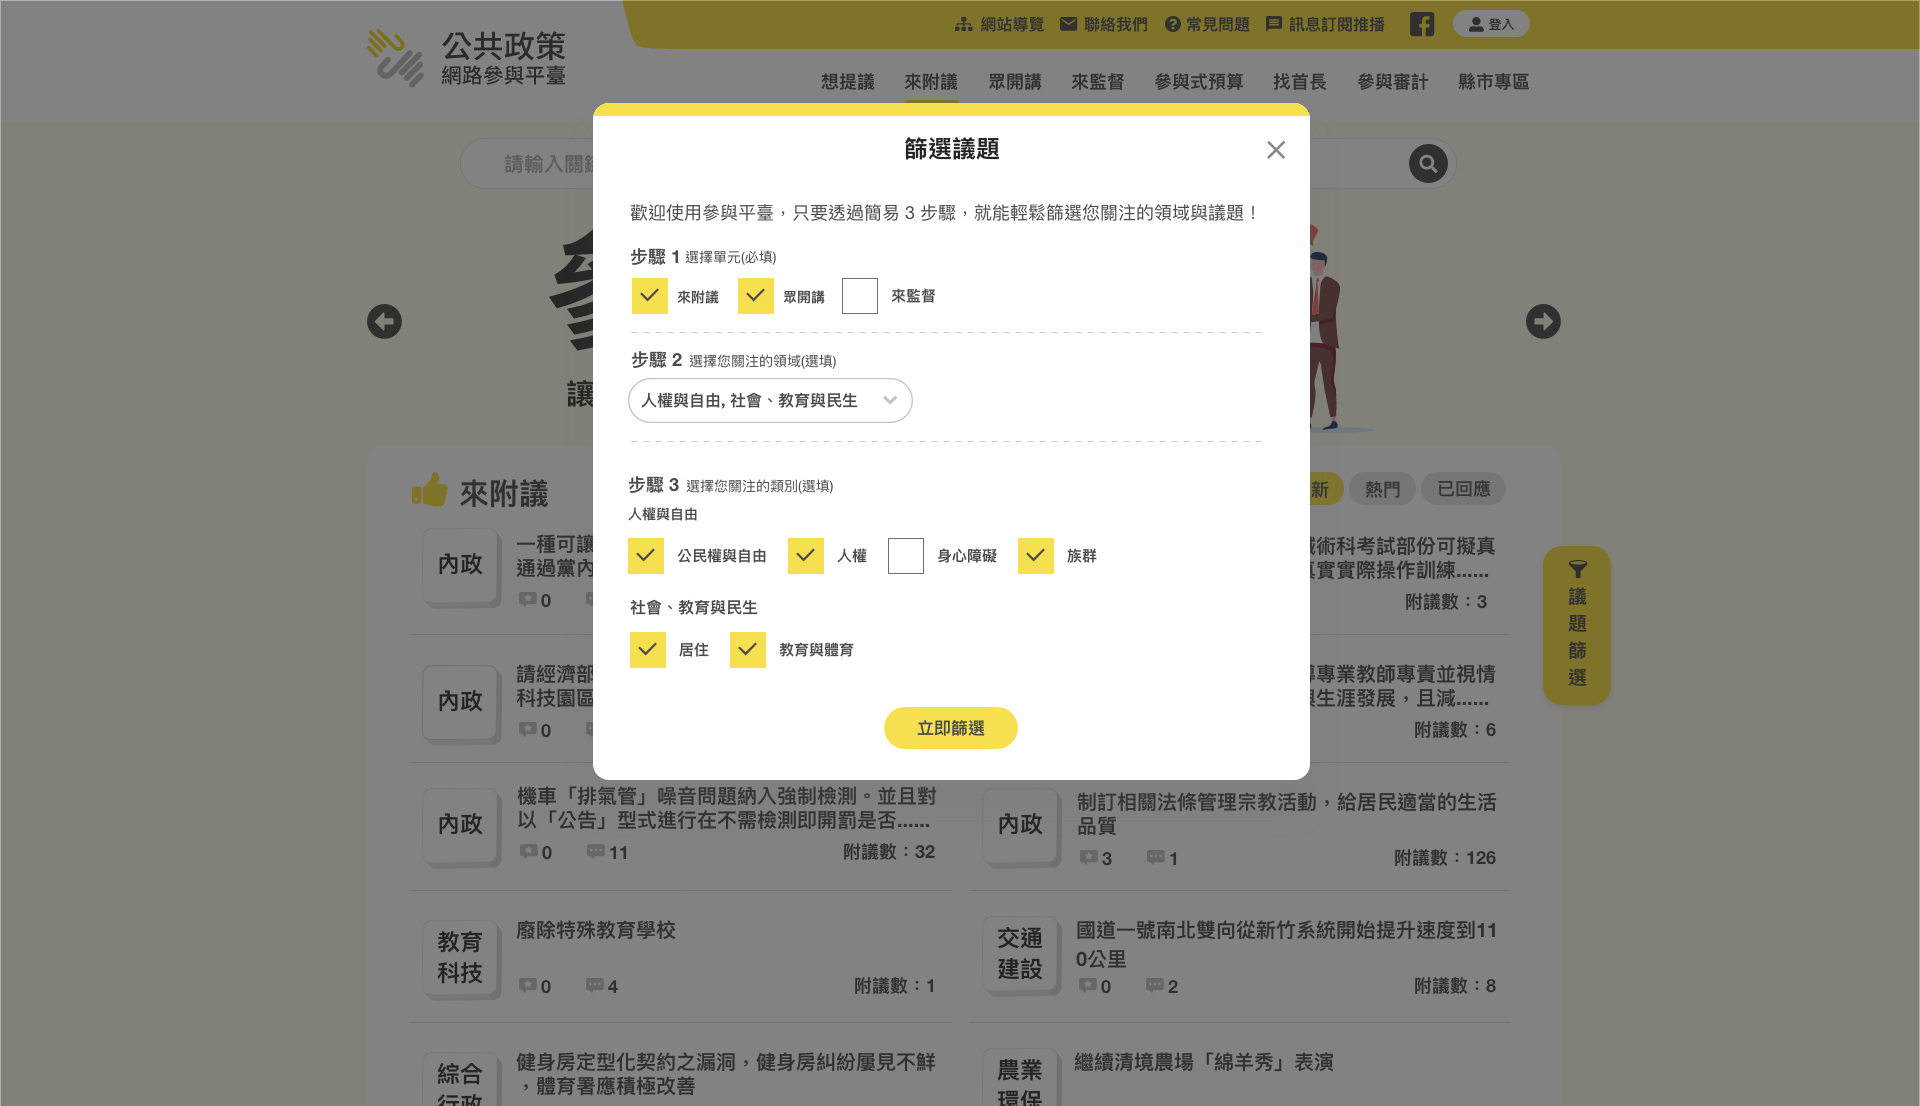 網站導覽 聯絡我們 常見問題 訊息訂閱推播 登入
公共政策
網路參與平臺
想提議 來附議 眾開講 來監督 參與式預算 找首長 參與審計 縣市專區
請輸入關
讓
篩選議題
歡迎使用參與平臺，只要透過簡易 3 步驟，就能輕鬆篩選您關注的領域與議題！
步驟 1 選擇單元(必填)
來附議 眾開講 來監督
步驟 2 選擇您關注的領域(選填)
人權與自由, 社會、教育與民生
步驟 3 選擇您關注的類別(選填)
人權與自由
公民權與自由 人權 身心障礙 族群
社會、教育與民生
居住 教育與體育
立即篩選
來附議
新 熱門 已回應
內政
一種可讓
通過黨內
0
術科考試部份可擬真
真實實際操作訓練......
附議數：3
內政
請經濟部
科技園區
0
專業教師專責並視情
與生涯發展，且減......
附議數：6
內政
機車「排氣管」噪音問題納入強制檢測。並且對
以「公告」型式進行在不需檢測即開罰是否......
0 11 附議數：32
內政
制訂相關法條管理宗教活動，給居民適當的生活
品質
3 1 附議數：126
教育
科技
廢除特殊教育學校
0 4 附議數：1
交通
建設
國道一號南北雙向從新竹系統開始提升速度到11
0公里
0 2 附議數：8
綜合
行政
健身房定型化契約之漏洞，健身房糾紛屢見不鮮
，體育署應積極改善
農業
環保
繼續清境農場「綿羊秀」表演
議
題
篩
選